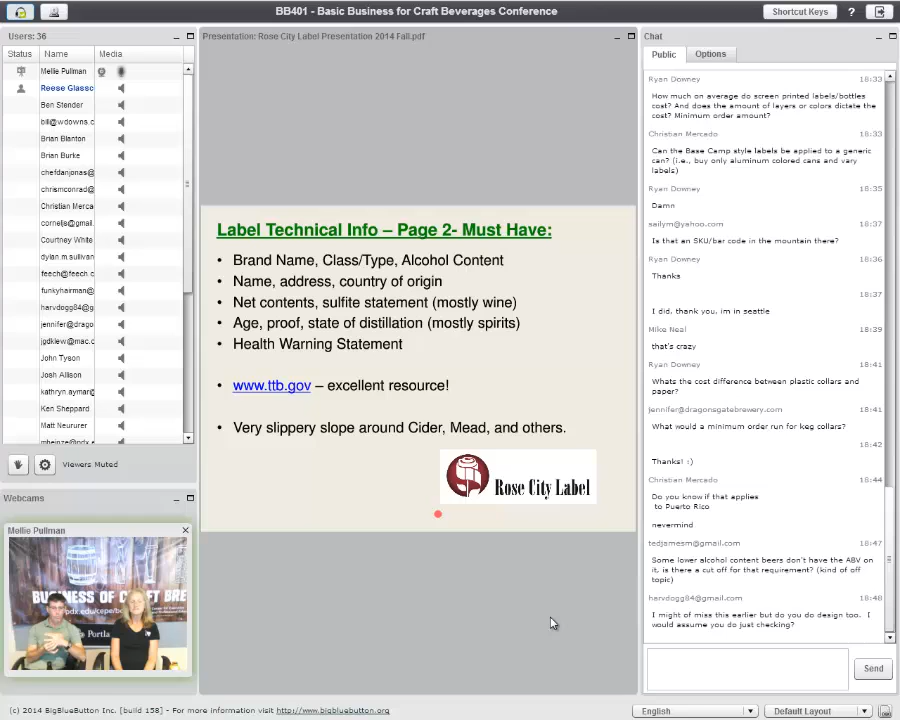 BB401 - Basic Business for Craft Beverages Conference
Shortcut Keys
?
Users: 36
Status Name Media
Mellie Pullman
Reese Glassc
Ben Stender
bill@wdowns.c
Brian Blanton
Brian Burke
chefdanjonas@
chrismconrad@
Christian Merca
cornelje@gmail.
Courtney White
dylan.m.sullivan
feech@feech.c
funkyhairman@
harvdogg84@g
jennifer@drago
jgdklew@mac.c
John Tyson
Josh Allison
kathryn.aymar@
Ken Sheppard
Matt Neururer
mheinze@pdx.e
Viewers Muted
Webcams
Mellie Pullman
BUSINESS OF CRAFT BRE
Portla
Presentation: Rose City Label Presentation 2014 Fall.pdf
Label Technical Info – Page 2- Must Have:
• Brand Name, Class/Type, Alcohol Content
• Name, address, country of origin
• Net contents, sulfite statement (mostly wine)
• Age, proof, state of distillation (mostly spirits)
• Health Warning Statement
• www.ttb.gov – excellent resource!
• Very slippery slope around Cider, Mead, and others.
Rose City Label
Chat
Public Options
Ryan Downey 18:33
How much on average do screen printed labels/bottles
cost? And does the amount of layers or colors dictate the
cost? Minimum order amount?
Christian Mercado 18:33
Can the Base Camp style labels be applied to a generic
can? (i.e., buy only aluminum colored cans and vary
labels)
Ryan Downey 18:35
Damn
sailym@yahoo.com 18:37
Is that an SKU/bar code in the mountain there?
Ryan Downey 18:36
Thanks
18:37
I did, thank you, im in seattle
Mike Neal 18:39
that's crazy
Ryan Downey 18:41
Whats the cost difference between plastic collars and
paper?
jennifer@dragonsgatebrewery.com 18:41
What would a minimum order run for keg collars?
18:42
Thanks! :)
Christian Mercado 18:44
Do you know if that applies
to Puerto Rico
nevermind
tedjamesm@gmail.com 18:47
Some lower alcohol content beers don't have the ABV on
it, is there a cut off for that requirement? (kind of off
topic)
harvdogg84@gmail.com 18:48
I might of miss this earlier but do you do design too. I
would assume you do just checking?
Send
(c) 2014 BigBlueButton Inc. [build 158] - For more information visit http://www.bigbluebutton.org
English
Default Layout